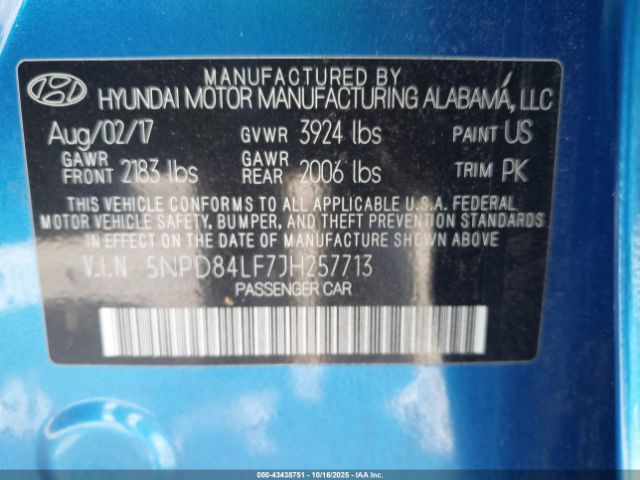 MANUFACTURED BY
HYUNDAI MOTOR MANUFACTURING ALABAMA, LLC
Aug/02/17 GVWR 3924 lbs PAINT US
GAWR FRONT 2183 lbs GAWR REAR 2006 lbs TRIM PK
THIS VEHICLE CONFORMS TO ALL APPLICABLE U.S.A. FEDERAL
MOTOR VEHICLE SAFETY, BUMPER, AND THEFT PREVENTION STANDARDS
IN EFFECT ON THE DATE OF MANUFACTURE SHOWN ABOVE.
V.I.N 5NPD84LF7JH257713
PASSENGER CAR
000-43438751 - 10/16/2025 - COPYRIGHT IAA, LLC.